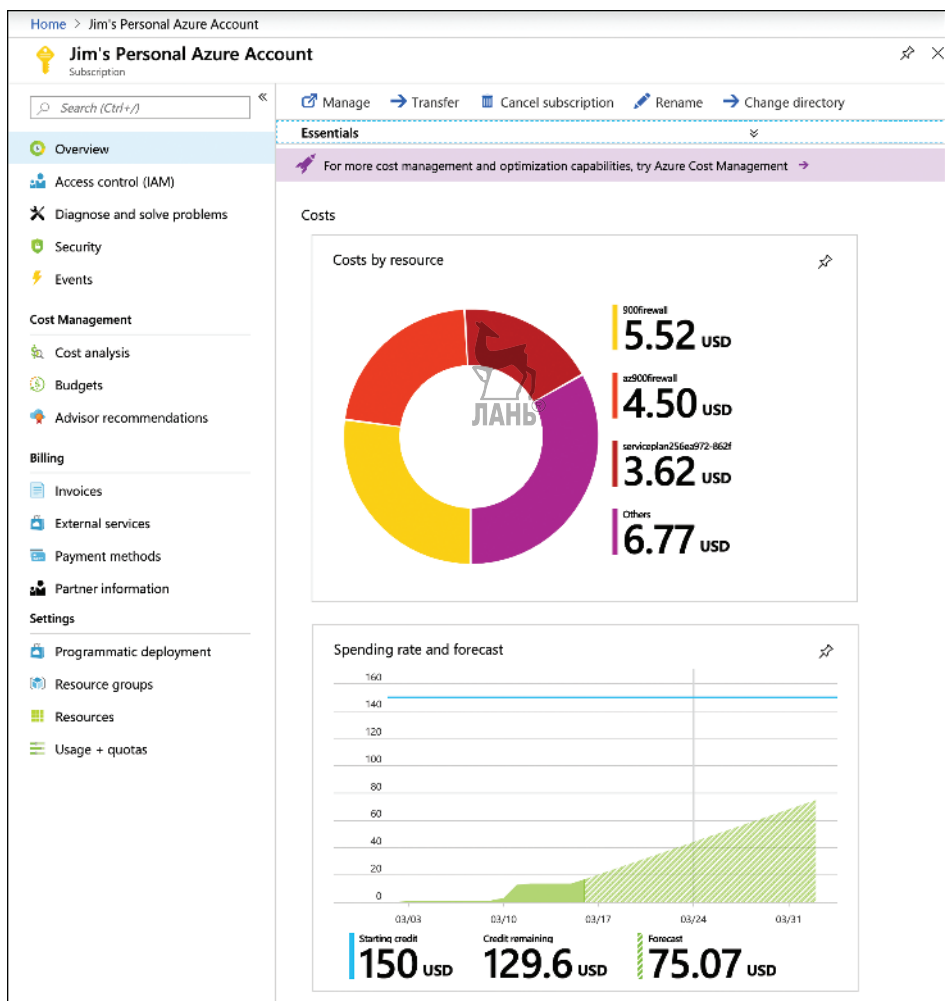 Home > Jim's Personal Azure Account
Jim's Personal Azure Account
Subscription
Search (Ctrl+/)
«
Overview
Access control (IAM)
Diagnose and solve problems
Security
Events
Cost Management
Cost analysis
Budgets
Advisor recommendations
Billing
Invoices
External services
Payment methods
Partner information
Settings
Programmatic deployment
Resource groups
Resources
Usage + quotas
Manage Transfer Cancel subscription Rename Change directory
Essentials
For more cost management and optimization capabilities, try Azure Cost Management →
Costs
Costs by resource
ЛАНЬ®
900firewall
5.52 USD
az900firewall
4.50 USD
serviceplan256ea972-862f
3.62 USD
Others
6.77 USD
Spending rate and forecast
160
140
120
100
80
60
40
20
0
03/03 03/10 03/17 03/24 03/31
Starting credit Credit remaining Forecast
150 USD 129.6 USD 75.07 USD